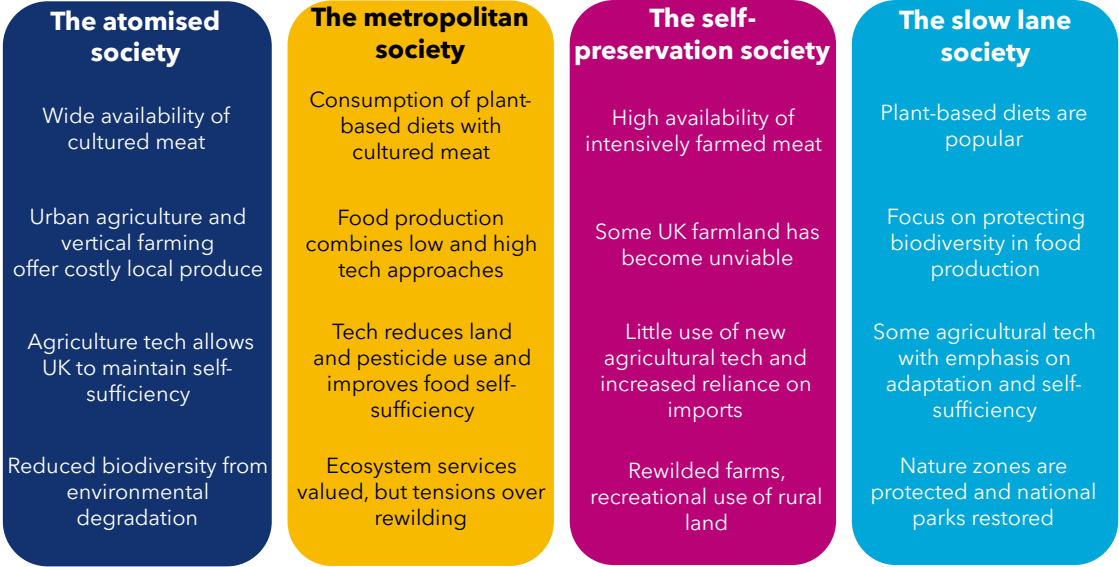 The atomised
society
Wide availability of
cultured meat
Urban agriculture and
vertical farming
offer costly local produce
Agriculture tech allows
UK to maintain self-
sufficiency
Reduced biodiversity from
environmental
degradation
The metropolitan
society
Consumption of plant-
based diets with
cultured meat
Food production
combines low and high
tech approaches
Tech reduces land
and pesticide use and
improves food self-
sufficiency
Ecosystem services
valued, but tensions over
rewilding
The self-
preservation society
High availability of
intensively farmed meat
Some UK farmland has
become unviable
Little use of new
agricultural tech and
increased reliance on
imports
Rewilded farms,
recreational use of rural
land
The slow lane
society
Plant-based diets are
popular
Focus on protecting
biodiversity in food
production
Some agricultural tech
with emphasis on
adaptation and self-
sufficiency
Nature zones are
protected and national
parks restored